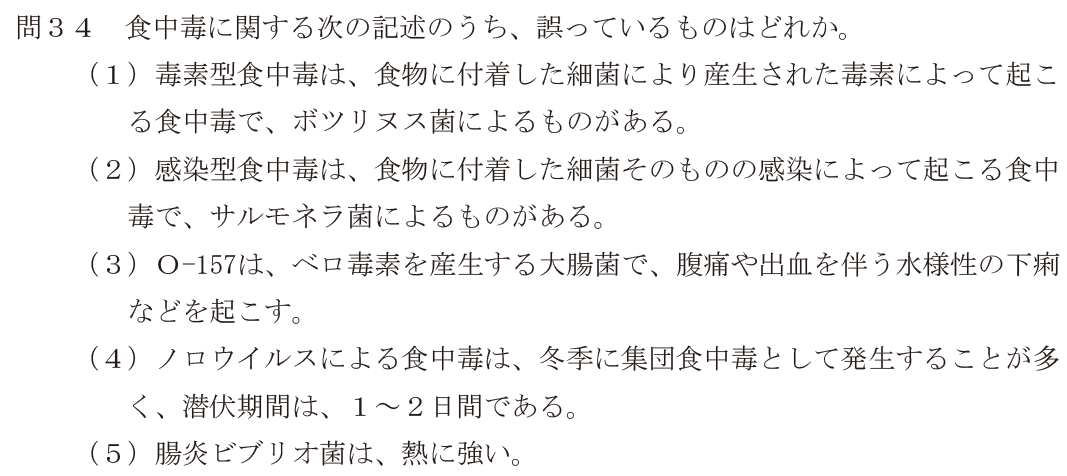 問３４　食中毒に関する次の記述のうち、誤っているものはどれか。
（１）毒素型食中毒は、食物に付着した細菌により産生された毒素によって起こ
る食中毒で、ボツリヌス菌によるものがある。
（２）感染型食中毒は、食物に付着した細菌そのものの感染によって起こる食中
毒で、サルモネラ菌によるものがある。
（３）Ｏ−157は、ベロ毒素を産生する大腸菌で、腹痛や出血を伴う水様性の下痢
などを起こす。
（４）ノロウイルスによる食中毒は、冬季に集団食中毒として発生することが多
く、潜伏期間は、１～２日間である。
（５）腸炎ビブリオ菌は、熱に強い。